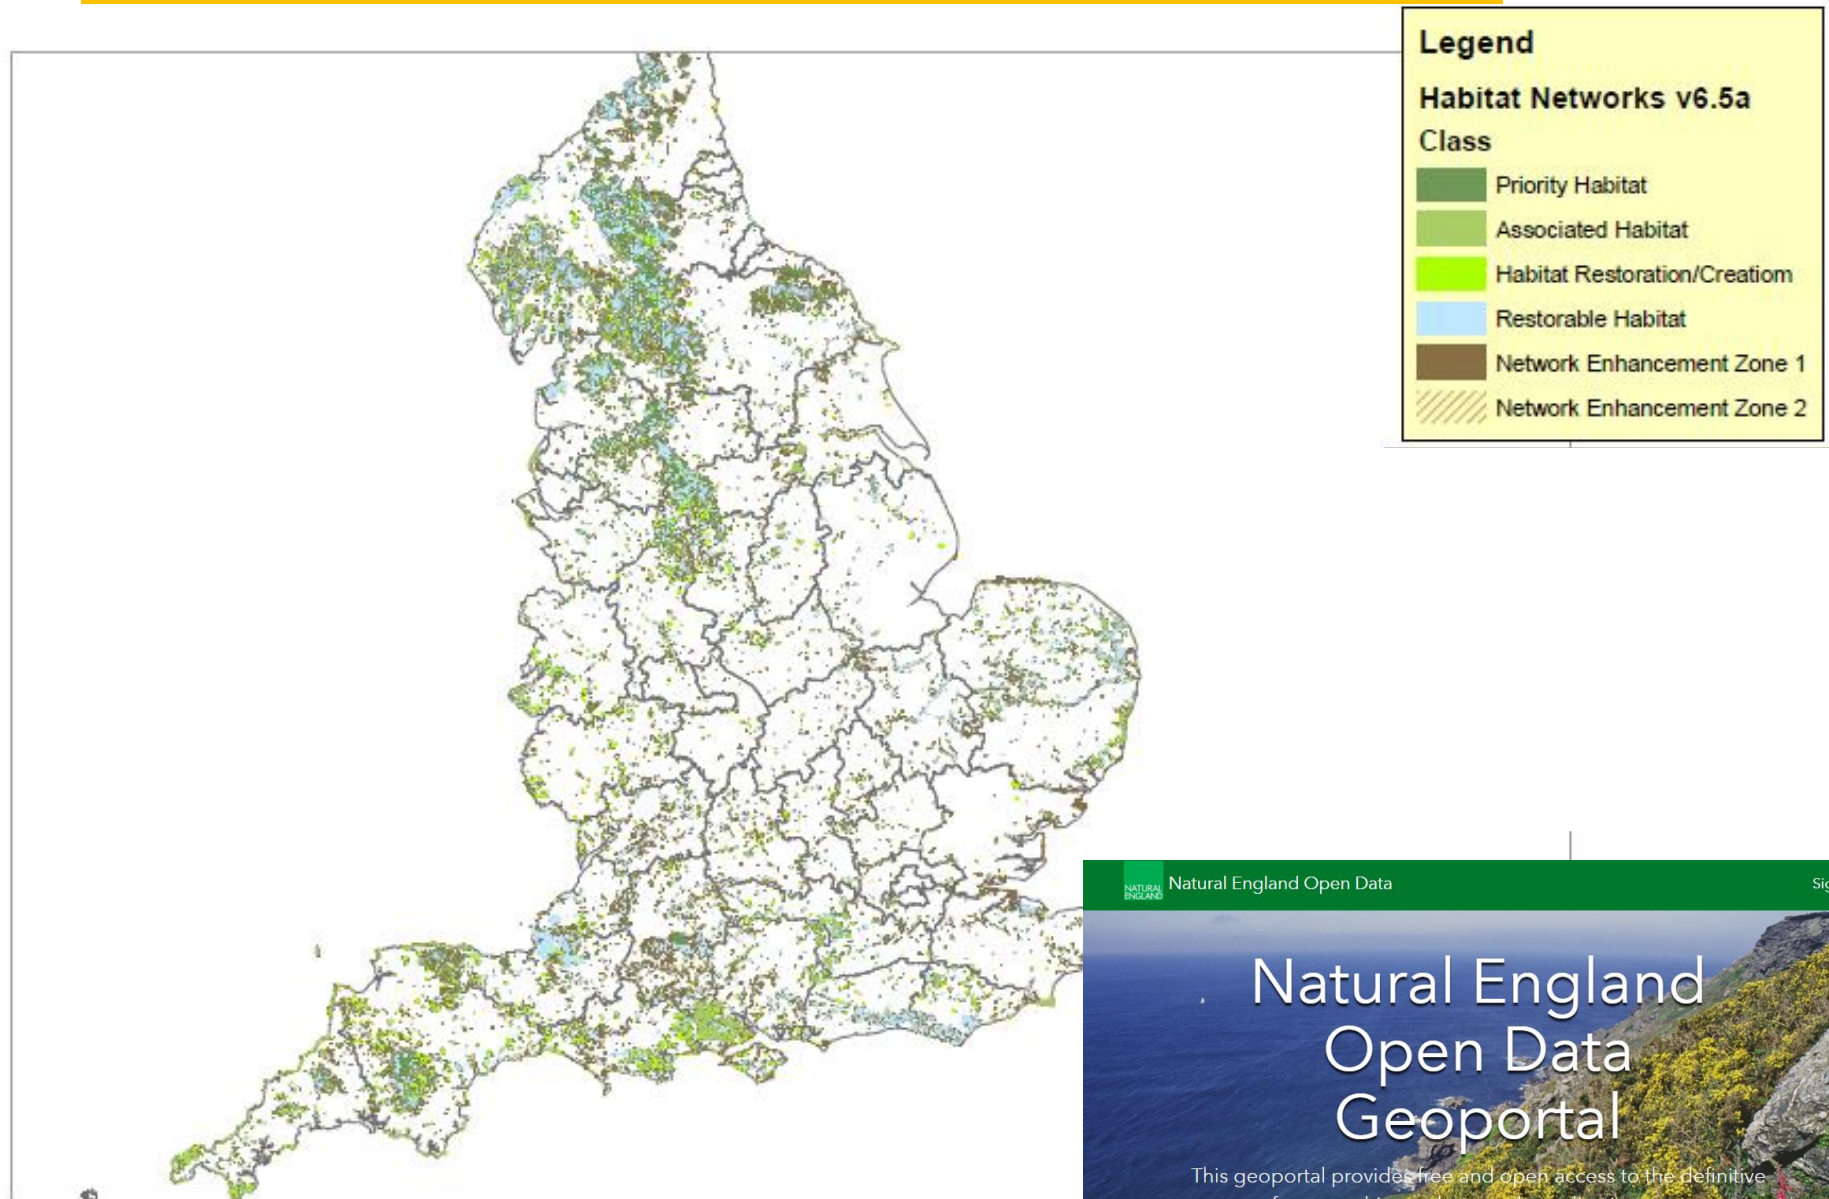 Legend
Habitat Networks v6.5a
Class
Priority Habitat
Associated Habitat
Habitat Restoration/Creatiom
Restorable Habitat
Network Enhancement Zone 1
Network Enhancement Zone 2
NATURAL
ENGLAND
Natural England Open Data
Natural England
Open Data
Geoportal
This geoportal provides free and open access to the definitive